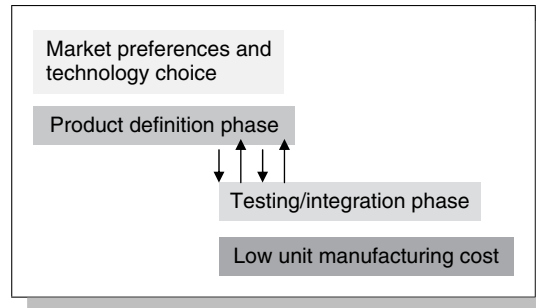 Market preferences and
technology choice
Product definition phase
Testing/integration phase
Low unit manufacturing cost